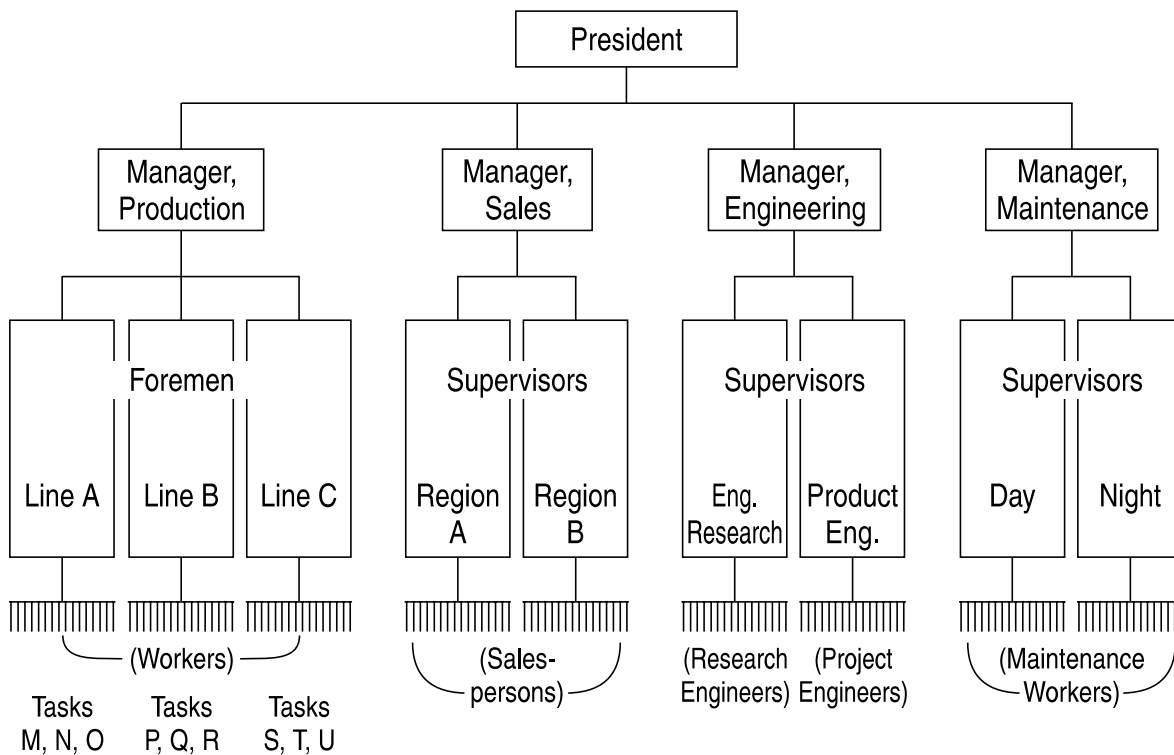 President
Manager,
Production
Manager,
Sales
Manager,
Engineering
Manager,
Maintenance
Foremen
Line A
Line B
Line C
Supervisors
Region
A
Region
B
Supervisors
Eng.
Research
Product
Eng.
Supervisors
Day
Night
(Workers)
(Sales-
persons)
(Research
Engineers)
(Project
Engineers)
(Maintenance
Workers)
Tasks
M, N, O
Tasks
P, Q, R
Tasks
S, T, U